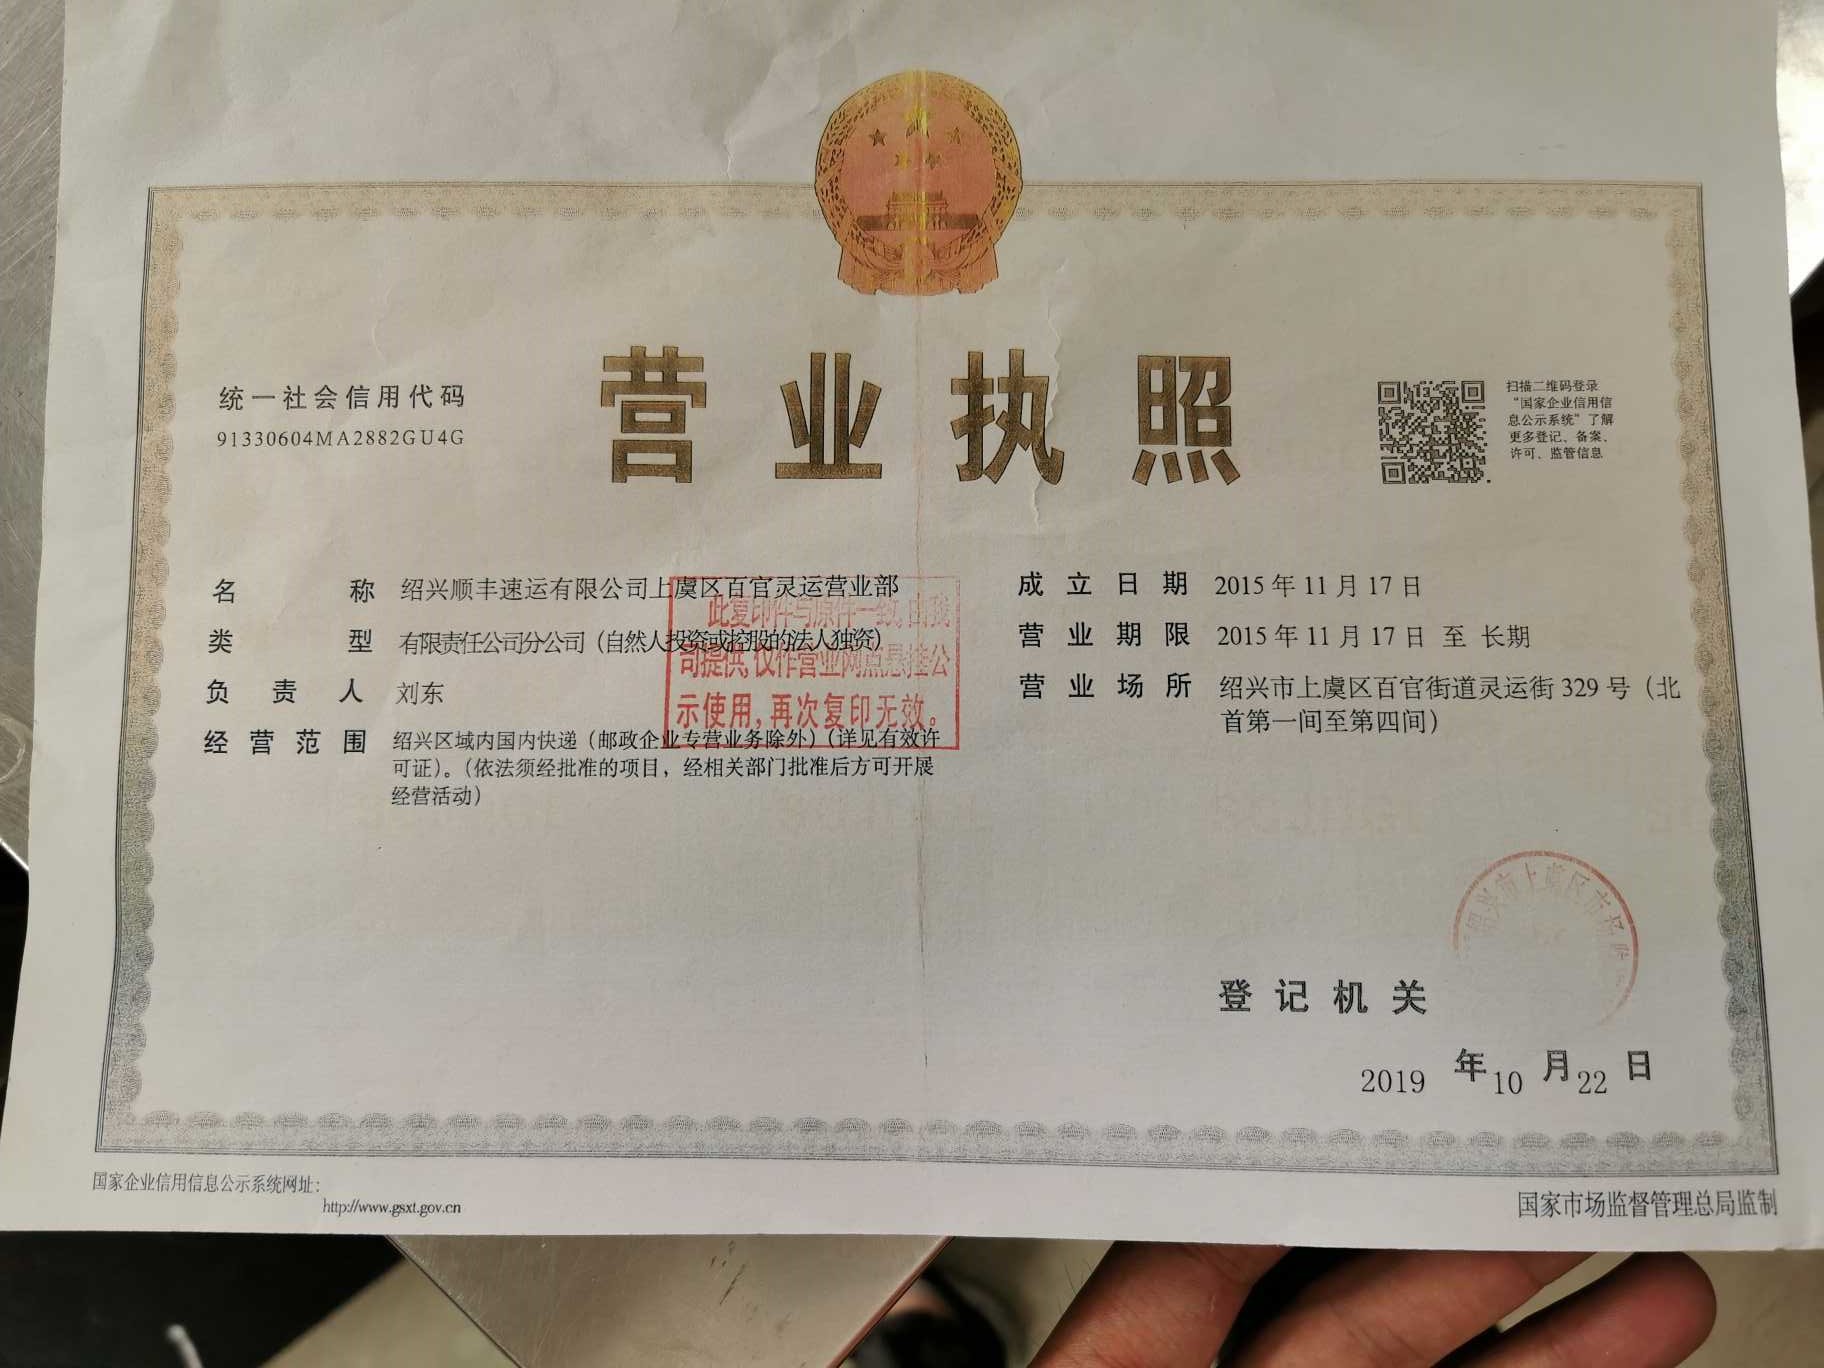 营业执照
统一社会信用代码
91330604MA2882GU4G
扫描二维码登录
“国家企业信用信
息公示系统”了解
更多登记、备案、
许可、监管信息
名称 绍兴顺丰速运有限公司上虞区百官灵运营业部
类型 有限责任公司分公司（自然人投资或控股的法人独资）
负责人 刘东
经营范围 绍兴区域内国内快递（邮政企业专营业务除外）（详见有效许
可证）。（依法须经批准的项目，经相关部门批准后方可开展
经营活动）
此复印件与原件一致，由我
司提供，仅作营业网点悬挂公
示使用，再次复印无效。
成立日期 2015年11月17日
营业期限 2015年11月17日 至 长期
营业场所 绍兴市上虞区百官街道灵运街329号（北
首第一间至第四间）
绍兴市上虞区市场监
登记机关
2019 年 10 月 22 日
国家企业信用信息公示系统网址：
http://www.gsxt.gov.cn
国家市场监督管理总局监制